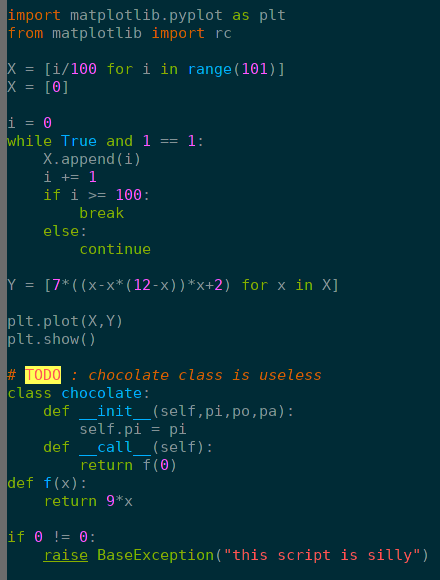 import matplotlib.pyplot as plt
from matplotlib import rc

X = [i/100 for i in range(101)]
X = [0]

i = 0
while True and 1 == 1:
    X.append(i)
    i += 1
    if i >= 100:
        break
    else:
        continue

Y = [7*((x-x*(12-x))*x+2) for x in X]

plt.plot(X,Y)
plt.show()

# TODO : chocolate class is useless
class chocolate:
    def __init__(self,pi,po,pa):
        self.pi = pi
    def __call__(self):
        return f(0)
def f(x):
    return 9*x

if 0 != 0:
    raise BaseException("this script is silly")